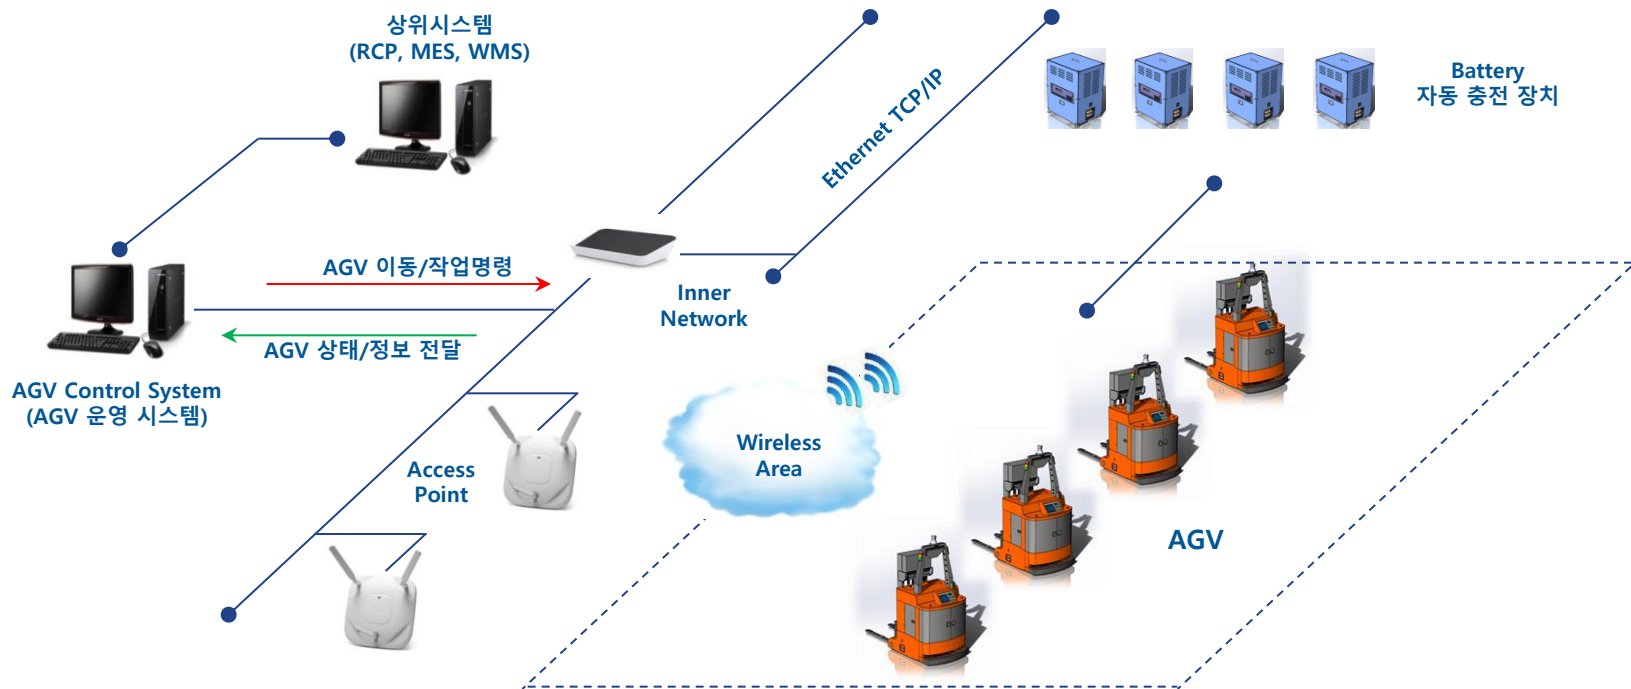 상위시스템
(RCP, MES, WMS)
Battery
자동 충전 장치
Ethernet TCP/IP
AGV 이동/작업명령
Inner
Network
AGV 상태/정보 전달
AGV Control System
(AGV 운영 시스템)
Wireless
Area
Access
Point
AGV